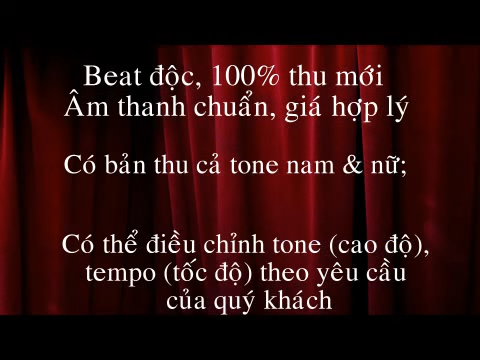 Beat độc, 100% thu mới
Âm thanh chuẩn, giá hợp lý
Có bản thu cả tone nam & nữ;
Có thể điều chỉnh tone (cao độ),
tempo (tốc độ) theo yêu cầu
của quý khách